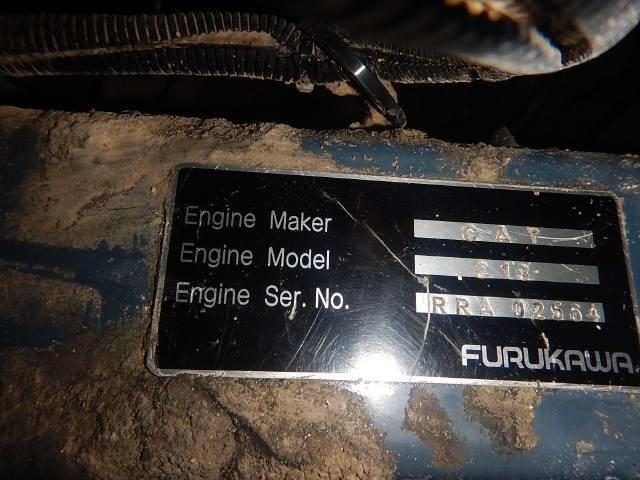 Engine Maker CAT
Engine Model C13
Engine Ser. No. RRA 02564
FURUKAWA